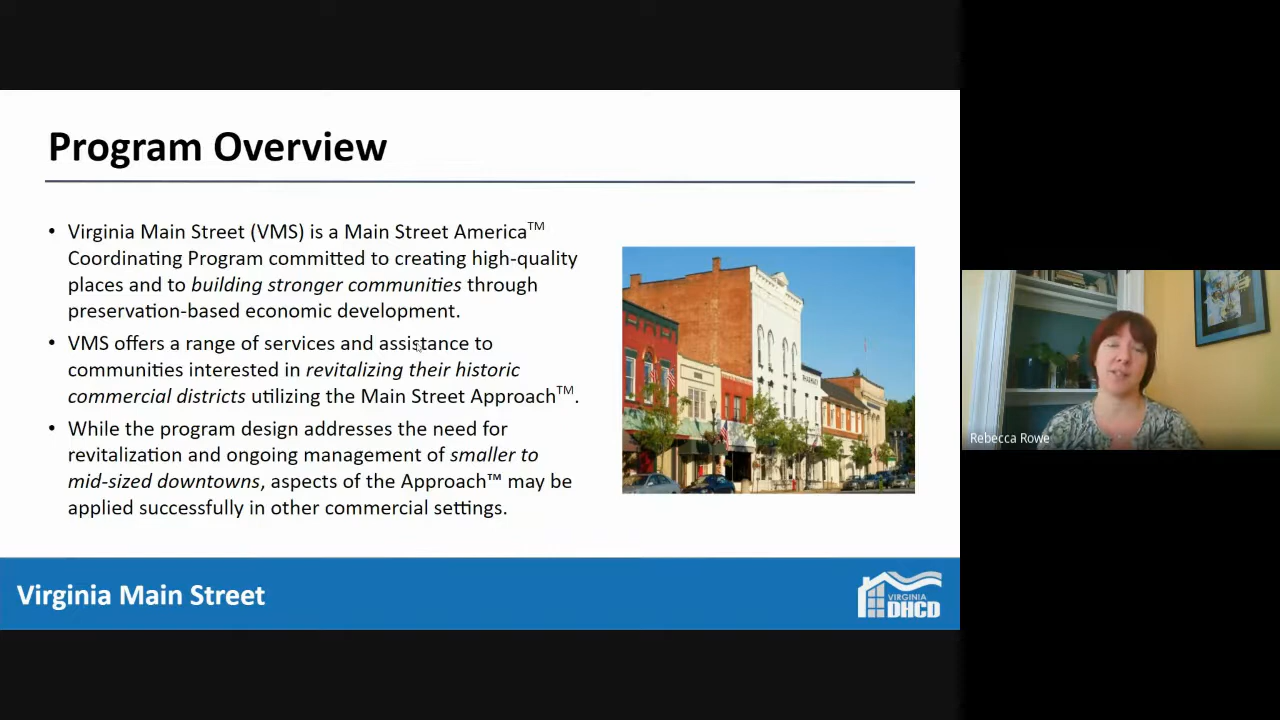 Program Overview
• Virginia Main Street (VMS) is a Main Street America™
Coordinating Program committed to creating high-quality
places and to building stronger communities through
preservation-based economic development.
• VMS offers a range of services and assistance to
communities interested in revitalizing their historic
commercial districts utilizing the Main Street Approach™.
• While the program design addresses the need for
revitalization and ongoing management of smaller to
mid-sized downtowns, aspects of the Approach™ may be
applied successfully in other commercial settings.
PHARMACY
Rebecca Rowe
Virginia Main Street
VIRGINIA
DHCD